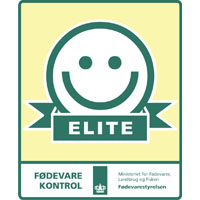 ELITE
FØDEVARE
KONTROL
Ministeriet for Fødevarer,
Landbrug og Fiskeri
Fødevarestyrelsen